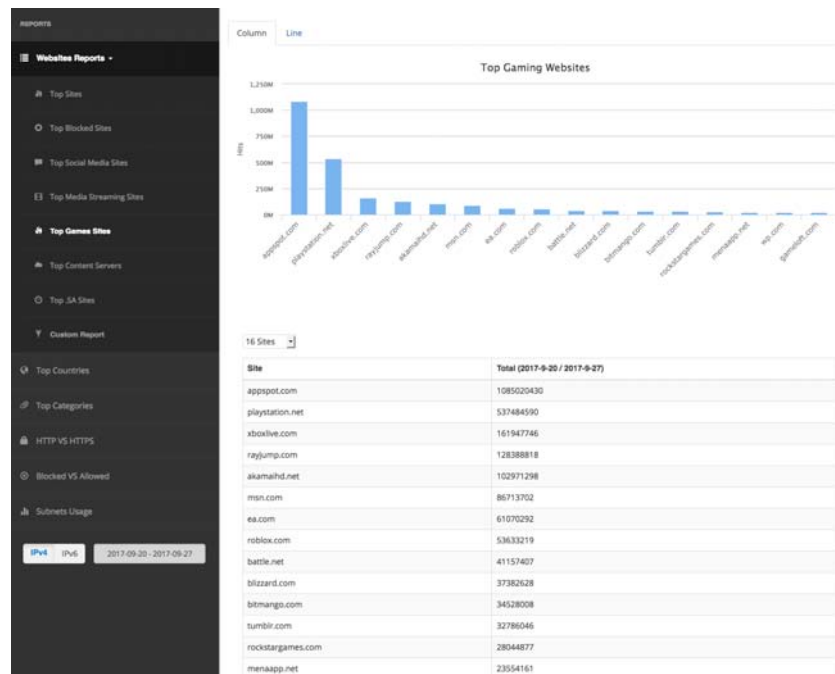 REPORTS
Websites Reports
Top Sites
Top Blocked Sites
Top Social Media Sites
Top Media Streaming Sites
Top Games Sites
Top Content Servers
Top .SA Sites
Custom Report
Top Countries
Top Categories
HTTP VS HTTPS
Blocked VS Allowed
Subnets Usage
IPv4 IPv6 2017-09-20 - 2017-09-27
Column Line
Top Gaming Websites
Hits
1,250M
1,000M
750M
500M
250M
0M
appspot.com
playstation.net
xboxlive.com
rayjump.com
akamaihd.net
msn.com
ea.com
roblox.com
battle.net
blizzard.com
bitmango.com
tumblr.com
rockstargames.com
menaapp.net
wp.com
gameloft.com
16 Sites
Site Total (2017-9-20 / 2017-9-27)
appspot.com 1085020430
playstation.net 537484590
xboxlive.com 161947746
rayjump.com 128388818
akamaihd.net 102971298
msn.com 86713702
ea.com 61070292
roblox.com 53633219
battle.net 41157407
blizzard.com 37382628
bitmango.com 34528008
tumblr.com 32786046
rockstargames.com 28044877
menaapp.net 23554161